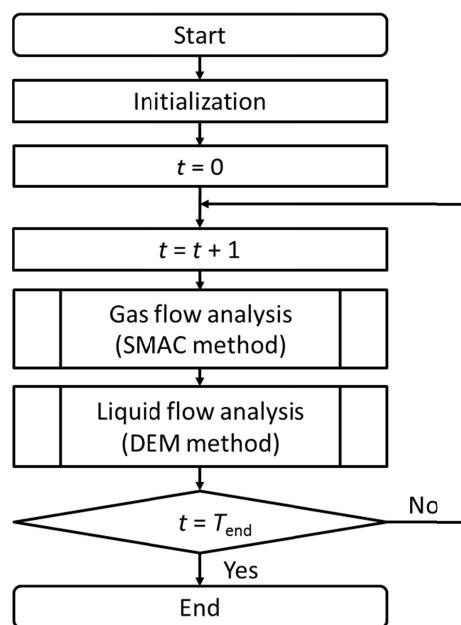 Start
Initialization
t = 0
t = t + 1
Gas flow analysis
(SMAC method)
Liquid flow analysis
(DEM method)
t = Tend
No
Yes
End